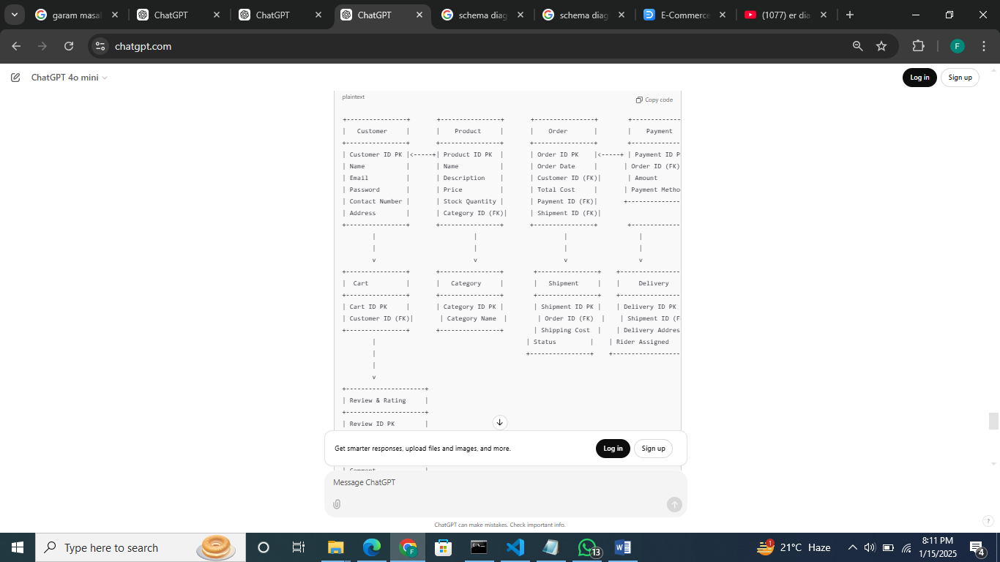 garam masal
ChatGPT
ChatGPT
ChatGPT
schema diag
schema diag
E-Commerce
(1077) er dia
chatgpt.com
F
ChatGPT 4o mini
Log in
Sign up
plaintext
Copy code
+----------------+ +----------------+ +----------------+ +-------------
| Customer | | Product | | Order | | Payment
+----------------+ +----------------+ +----------------+ +-------------
| Customer ID PK |<-----+| Product ID PK | | Order ID PK |<-----+ | Payment ID P
| Name | | Name | | Order Date | | Order ID (FK)
| Email | | Description | | Customer ID (FK)| | Amount
| Password | | Price | | Total Cost | | Payment Metho
| Contact Number | | Stock Quantity | | Payment ID (FK)| +-------------
| Address | | Category ID (FK)| | Shipment ID (FK)|
+----------------+ +----------------+ +----------------+ +-------------
| | | |
| | | |
v v v v
+----------------+ +----------------+ +----------------+ +----------------
| Cart | | Category | | Shipment | | Delivery
+----------------+ +----------------+ +----------------+ +----------------
| Cart ID PK | | Category ID PK | | Shipment ID PK | | Delivery ID PK
| Customer ID (FK)| | Category Name | | Order ID (FK) | | Shipment ID (F
+----------------+ +----------------+ | Shipping Cost | | Delivery Addres
| | Status | | Rider Assigned
| +----------------+ +-----------------
|
v
+---------------------+
| Review & Rating |
+---------------------+
| Review ID PK |
Get smarter responses, upload files and images, and more.
Log in
Sign up
| Comment |
Message ChatGPT
ChatGPT can make mistakes. Check important info.
?
Type here to search
1
F
13
21°C Haze
8:11 PM
1/15/2025
4